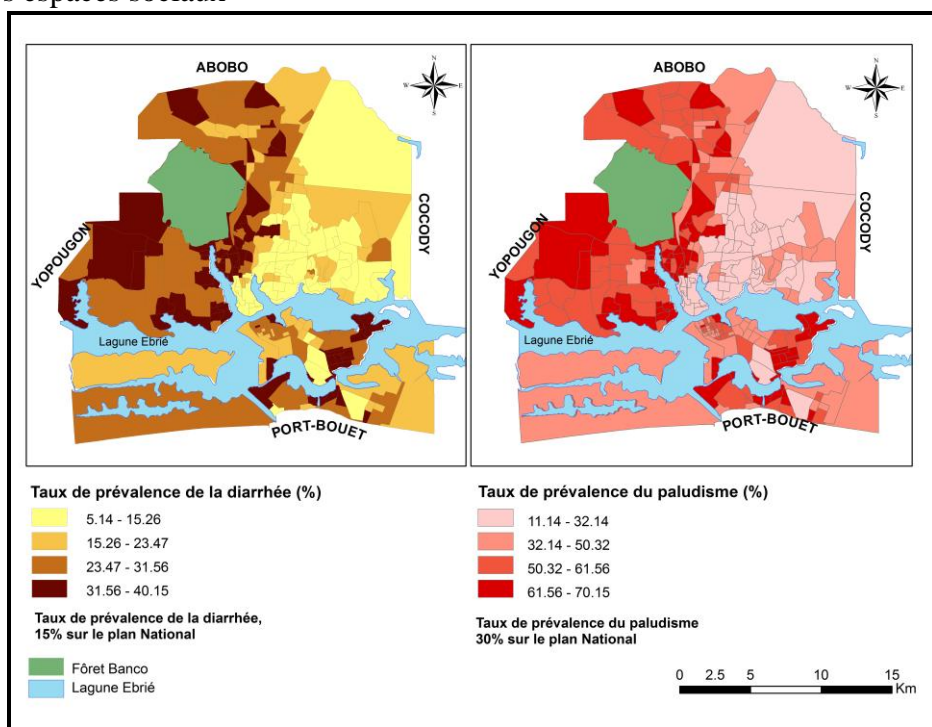 s espaces sociaux
ABOBO
N
W E
S
YOPOUGON
COCODY
Lagune Ebrié
PORT-BOUET
ABOBO
N
W E
S
YOPOUGON
COCODY
Lagune Ebrié
PORT-BOUET
Taux de prévalence de la diarrhée (%)
5.14 - 15.26
15.26 - 23.47
23.47 - 31.56
31.56 - 40.15
Taux de prévalence de la diarrhée,
15% sur le plan National
Fôret Banco
Lagune Ebrié
Taux de prévalence du paludisme (%)
11.14 - 32.14
32.14 - 50.32
50.32 - 61.56
61.56 - 70.15
Taux de prévalence du paludisme
30% sur le plan National
0 2.5 5 10 15
Km